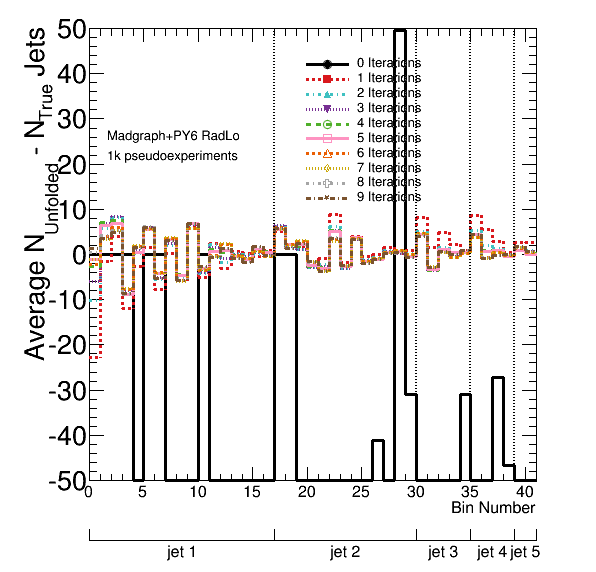 Average N_Unfolded - N_True Jets
50
40
30
20
10
0
-10
-20
-30
-40
-50
0 Iterations
1 Iterations
2 Iterations
3 Iterations
4 Iterations
5 Iterations
6 Iterations
7 Iterations
8 Iterations
9 Iterations
Madgraph+PY6 RadLo
1k pseudoexperiments
0 5 10 15 20 25 30 35 40
Bin Number
jet 1 jet 2 jet 3 jet 4 jet 5